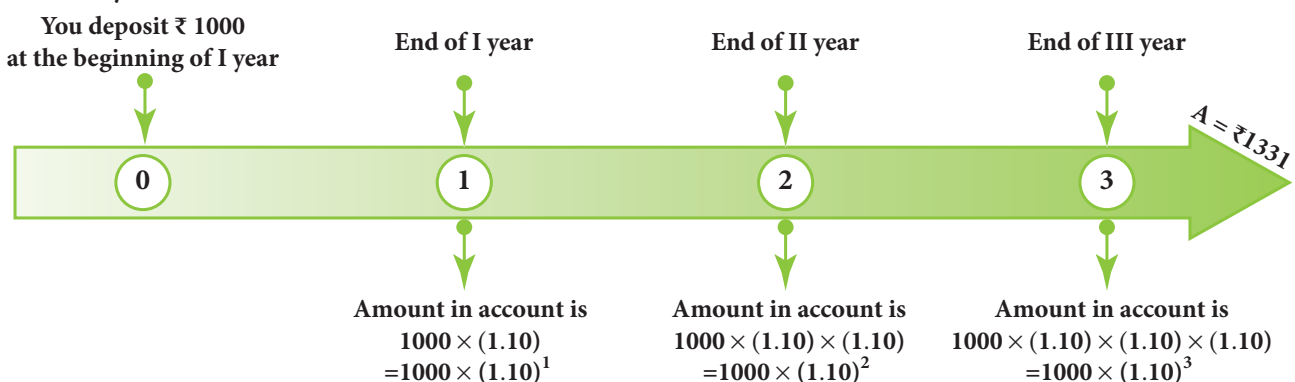 You deposit ₹ 1000
at the beginning of I year
End of I year
End of II year
End of III year
A = ₹1331
0
1
2
3
Amount in account is
1000 × (1.10)
=1000 × (1.10)¹
Amount in account is
1000 × (1.10) × (1.10)
=1000 × (1.10)²
Amount in account is
1000 × (1.10) × (1.10) × (1.10)
=1000 × (1.10)³